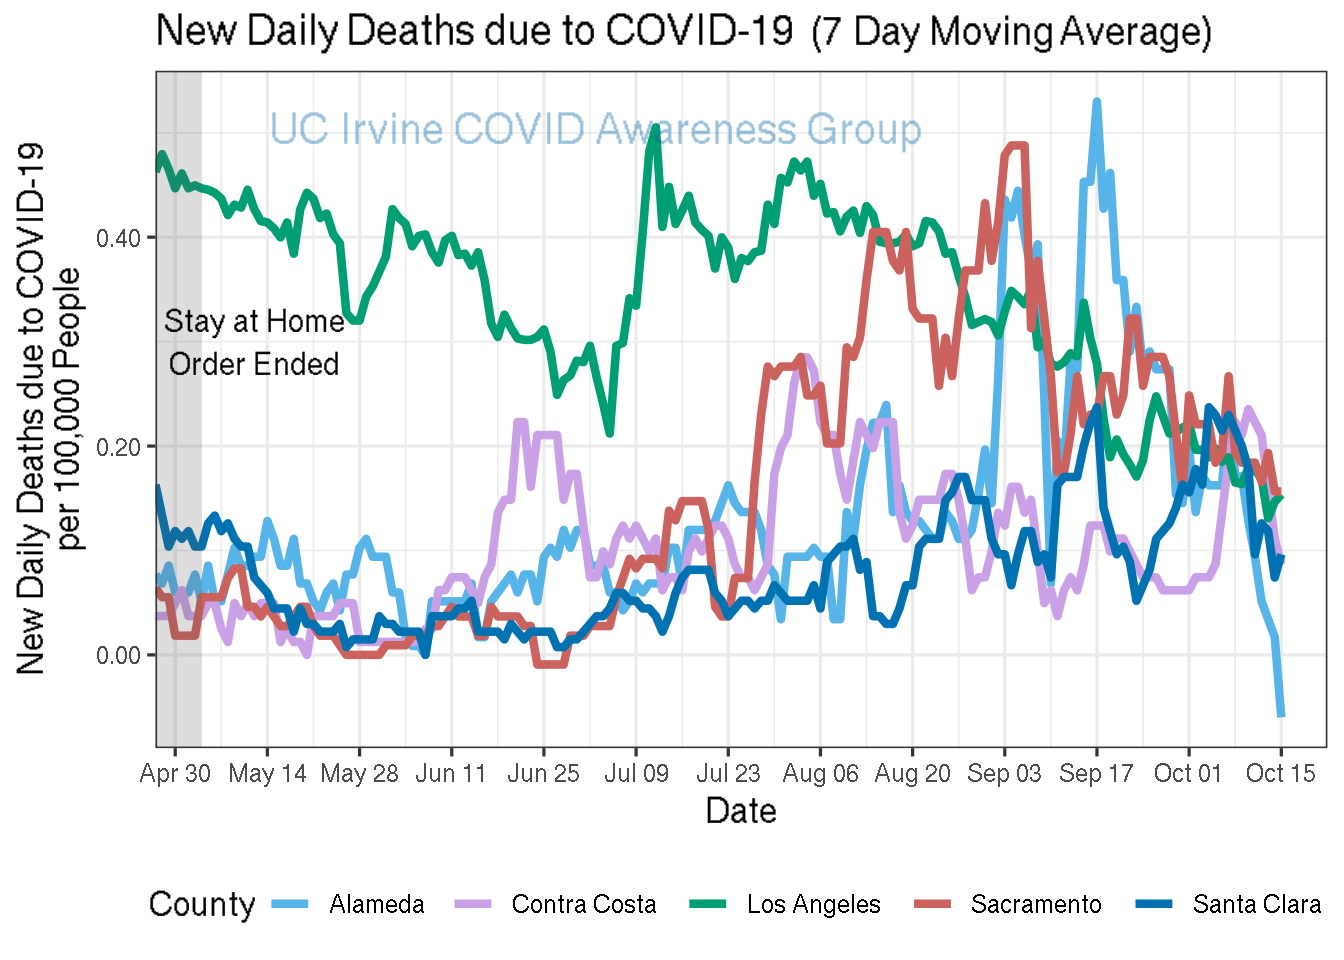 New Daily Deaths due to COVID-19 (7 Day Moving Average)
UC Irvine COVID Awareness Group
New Daily Deaths due to COVID-19
per 100,000 People
0.40
0.20
0.00
Stay at Home
Order Ended
Apr 30 May 14 May 28 Jun 11 Jun 25 Jul 09 Jul 23 Aug 06 Aug 20 Sep 03 Sep 17 Oct 01 Oct 15
Date
County Alameda Contra Costa Los Angeles Sacramento Santa Clara